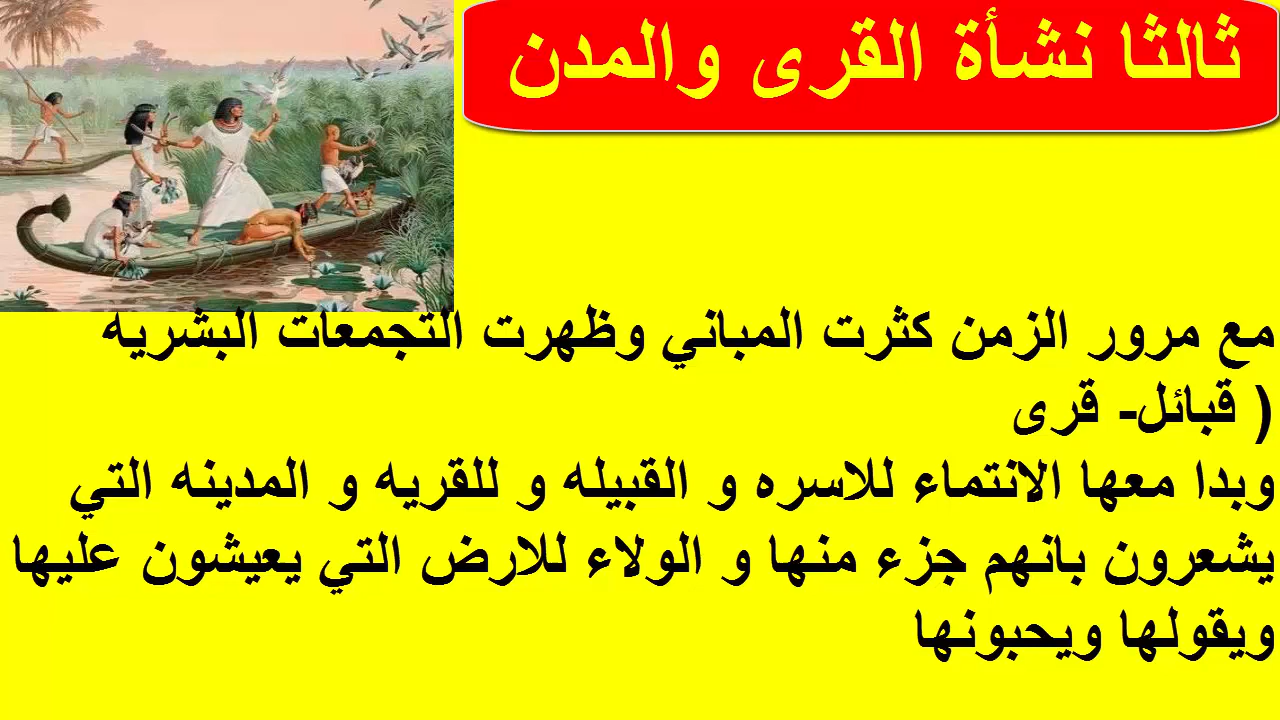 ثالثا نشأة القرى والمدن
مع مرور الزمن كثرت المباني وظهرت التجمعات البشريه
( قبائل- قرى
وبدا معها الانتماء للاسره و القبيله و للقريه و المدينه التي
يشعرون بانهم جزء منها و الولاء للارض التي يعيشون عليها
ويقولها ويحبونها